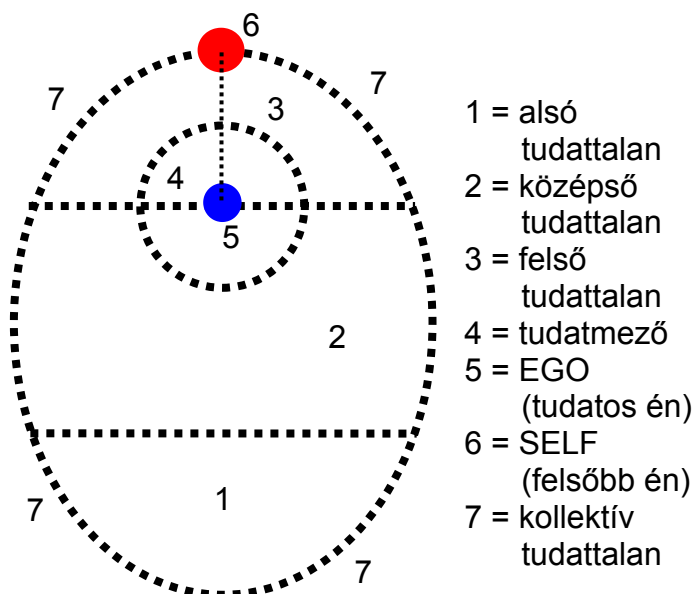 6
7
7
3
4
5
2
7
1
7
1 = alsó
tudattalan
2 = középső
tudattalan
3 = felső
tudattalan
4 = tudatmező
5 = EGO
(tudatos én)
6 = SELF
(felsőbb én)
7 = kollektív
tudattalan